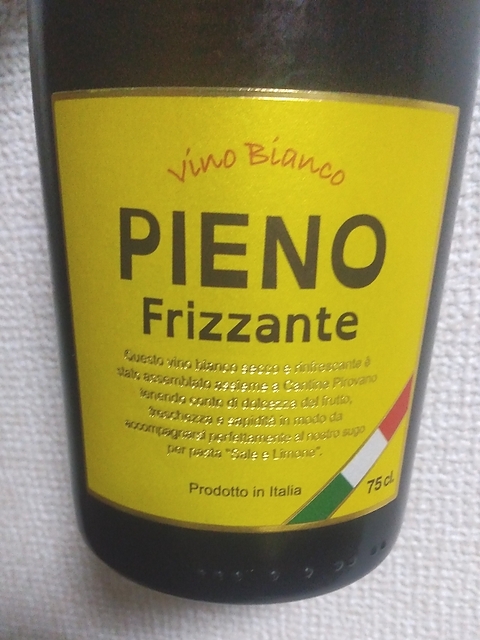 Vino Bianco
PIENO
Frizzante
Questo vino bianco secco e rinfrescante è
stato assemblato assieme a Cantine Pirovano
tenendo conto di dolcezza del frutto,
freschezza e sapidità in modo da
accompagnarsi perfettamente al nostro sugo
per pasta "Sale e Limone".
Prodotto in Italia
75 cl.